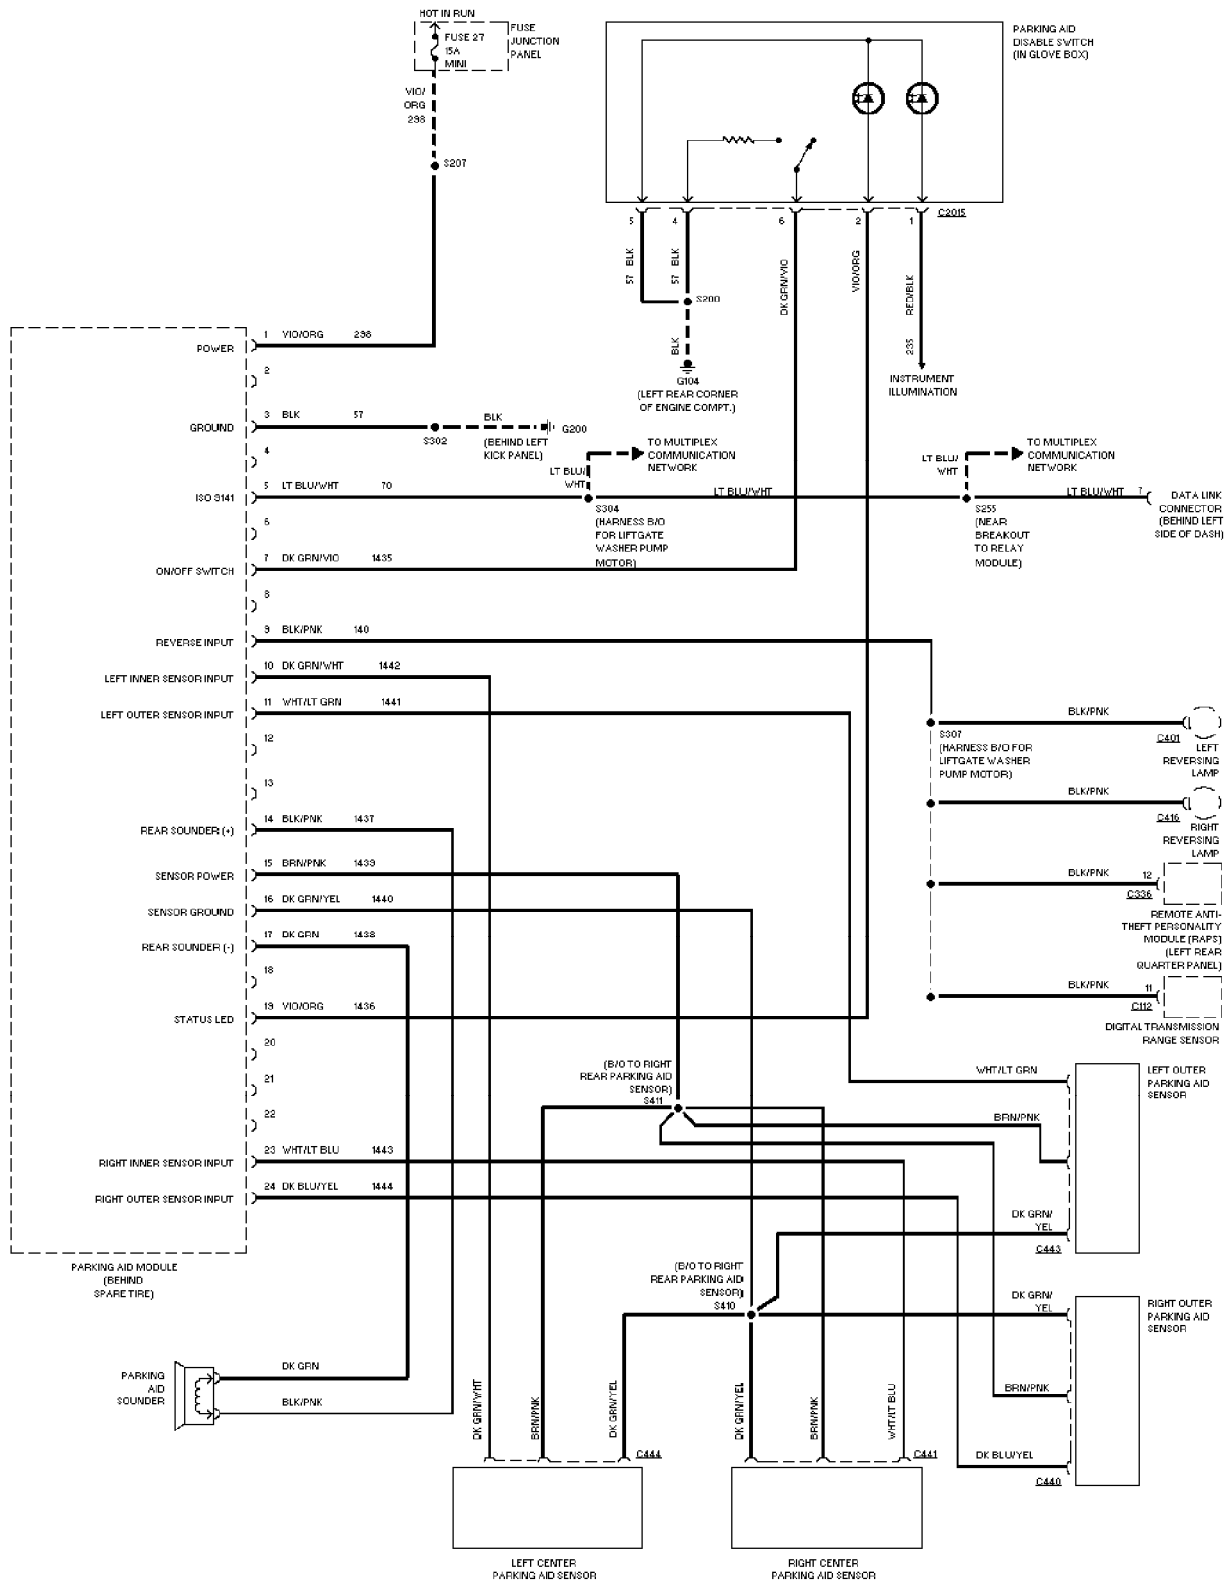 HOT IN RUN
FUSE 27
15A
MINI
FUSE
JUNCTION
PANEL
VIO/
ORG
298
S207
PARKING AID
DISABLE SWITCH
(IN GLOVE BOX)
5
4
6
2
1
C2015
57 BLK
57 BLK
DK GRN/VIO
VIO/ORG
235 RED/BLK
S200
BLK
G104
(LEFT REAR CORNER
OF ENGINE COMPT.)
INSTRUMENT
ILLUMINATION
POWER
1 VIO/ORG 298
2
GROUND
3 BLK 57
S302
BLK
(BEHIND LEFT
KICK PANEL)
G200
4
ISO 9141
5 LT BLU/WHT 70
LT BLU/
WHT
TO MULTIPLEX
COMMUNICATION
NETWORK
S304
(HARNESS B/O
FOR LIFTGATE
WASHER PUMP
MOTOR)
LT BLU/WHT
LT BLU/
WHT
TO MULTIPLEX
COMMUNICATION
NETWORK
S255
(NEAR
BREAKOUT
TO RELAY
MODULE)
LT BLU/WHT 7
DATA LINK
CONNECTOR
(BEHIND LEFT
SIDE OF DASH)
6
ON/OFF SWITCH
7 DK GRN/VIO 1435
8
REVERSE INPUT
9 BLK/PNK 140
LEFT INNER SENSOR INPUT
10 DK GRN/WHT 1442
LEFT OUTER SENSOR INPUT
11 WHT/LT GRN 1441
12
13
S307
(HARNESS B/O FOR
LIFTGATE WASHER
PUMP MOTOR)
BLK/PNK
C401
LEFT
REVERSING
LAMP
BLK/PNK
C416
RIGHT
REVERSING
LAMP
BLK/PNK 12
C336
REMOTE ANTI-
THEFT PERSONALITY
MODULE (RAPS)
(LEFT REAR
QUARTER PANEL)
BLK/PNK 11
C112
DIGITAL TRANSMISSION
RANGE SENSOR
REAR SOUNDER (+)
14 BLK/PNK 1437
SENSOR POWER
15 BRN/PNK 1439
SENSOR GROUND
16 DK GRN/YEL 1440
REAR SOUNDER (-)
17 DK GRN 1438
18
STATUS LED
19 VIO/ORG 1436
20
21
22
RIGHT INNER SENSOR INPUT
23 WHT/LT BLU 1443
RIGHT OUTER SENSOR INPUT
24 DK BLU/YEL 1444
PARKING AID MODULE
(BEHIND
SPARE TIRE)
(B/O TO RIGHT
REAR PARKING AID
SENSOR)
S411
WHT/LT GRN
BRN/PNK
DK GRN/
YEL
C443
LEFT OUTER
PARKING AID
SENSOR
(B/O TO RIGHT
REAR PARKING AID
SENSOR)
S410
DK GRN/
YEL
BRN/PNK
DK BLU/YEL
C440
RIGHT OUTER
PARKING AID
SENSOR
PARKING
AID
SOUNDER
DK GRN
BLK/PNK
DK GRN/WHT
BRN/PNK
DK GRN/YEL
C444
LEFT CENTER
PARKING AID SENSOR
DK GRN/YEL
BRN/PNK
WHT/LT BLU
C441
RIGHT CENTER
PARKING AID SENSOR